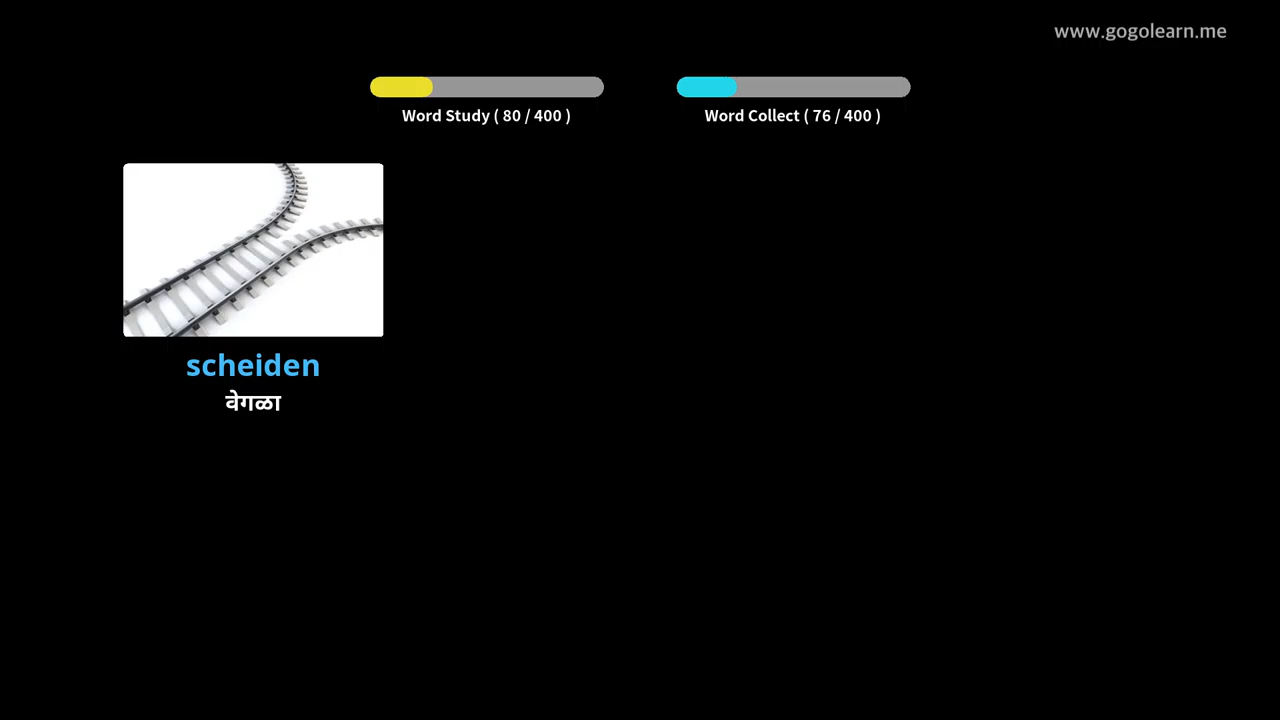 www.gogolearn.me
Word Study ( 80 / 400 )
Word Collect ( 76 / 400 )
scheiden
वेगळा